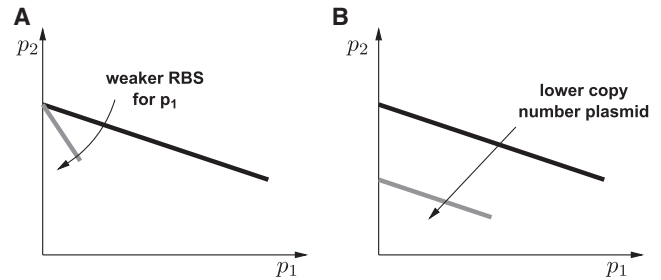 A
p2
weaker RBS
for p1
p1
B
p2
lower copy
number plasmid
p1